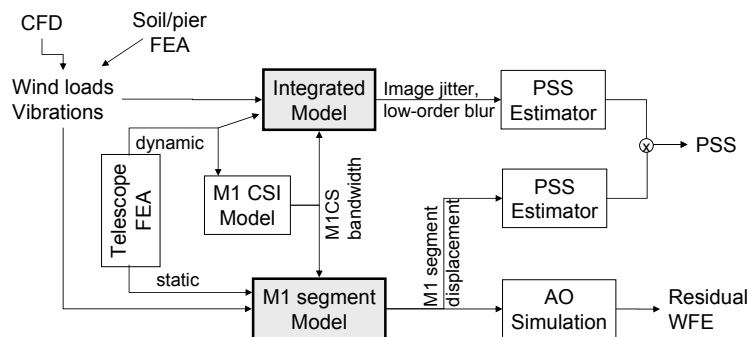 CFD
Soil/pier
FEA
Wind loads
Vibrations
Integrated
Model
Image jitter,
low-order blur
PSS
Estimator
x
PSS
dynamic
Telescope
FEA
M1 CSI
Model
M1CS
bandwidth
static
M1 segment
Model
M1 segment
displacement
PSS
Estimator
AO
Simulation
Residual
WFE